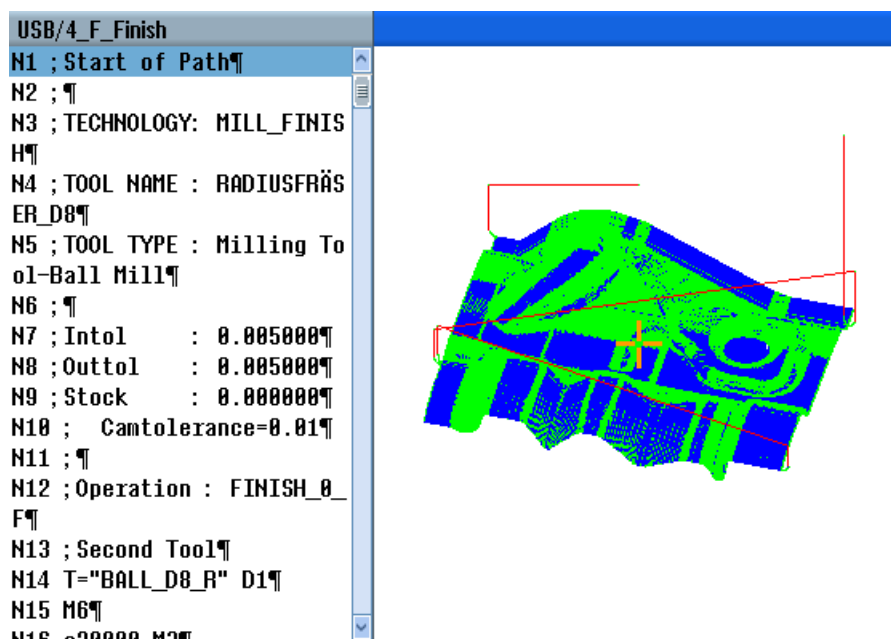 USB/4_F_Finish
N1 ;Start of Path¶
N2 ;¶
N3 ;TECHNOLOGY: MILL_FINIS
H¶
N4 ;TOOL NAME : RADIUSFRÄS
ER_D8¶
N5 ;TOOL TYPE : Milling To
ol-Ball Mill¶
N6 ;¶
N7 ;Intol     : 0.005000¶
N8 ;Outtol    : 0.005000¶
N9 ;Stock     : 0.000000¶
N10 ;  Camtolerance=0.01¶
N11 ;¶
N12 ;Operation : FINISH_0_
F¶
N13 ;Second Tool¶
N14 T="BALL_D8_R" D1¶
N15 M6¶
N16